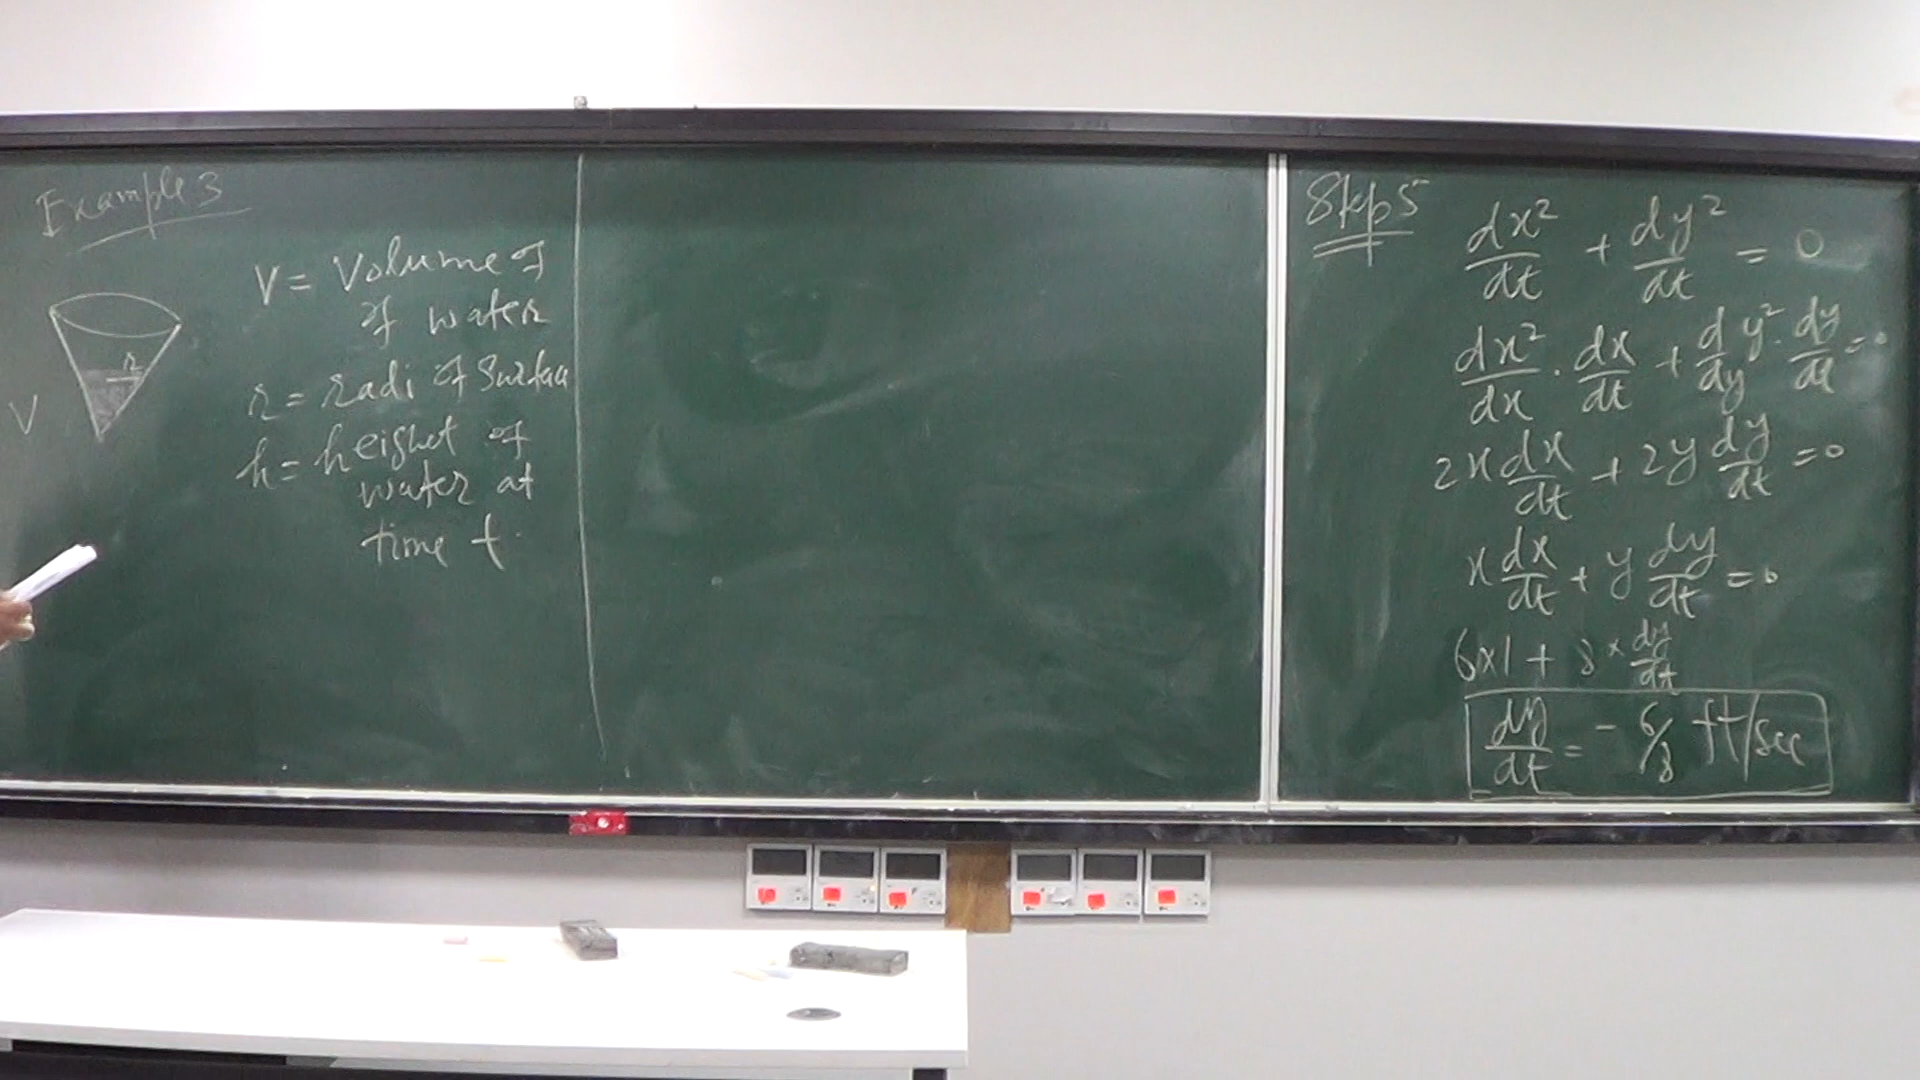 Example 3
V = Volume of
of water
r = radi of Surface
h = height of
water at
time t.
r
V
Step 5
dx²/dt + dy²/dt = 0
dx²/dx · dx/dt + d/dy y² · dy/dt = 0
2x dx/dt + 2y dy/dt = 0
x dx/dt + y dy/dt = 0
6x1 + 8 x dy/dt
dy/dt = - 6/8 ft/sec